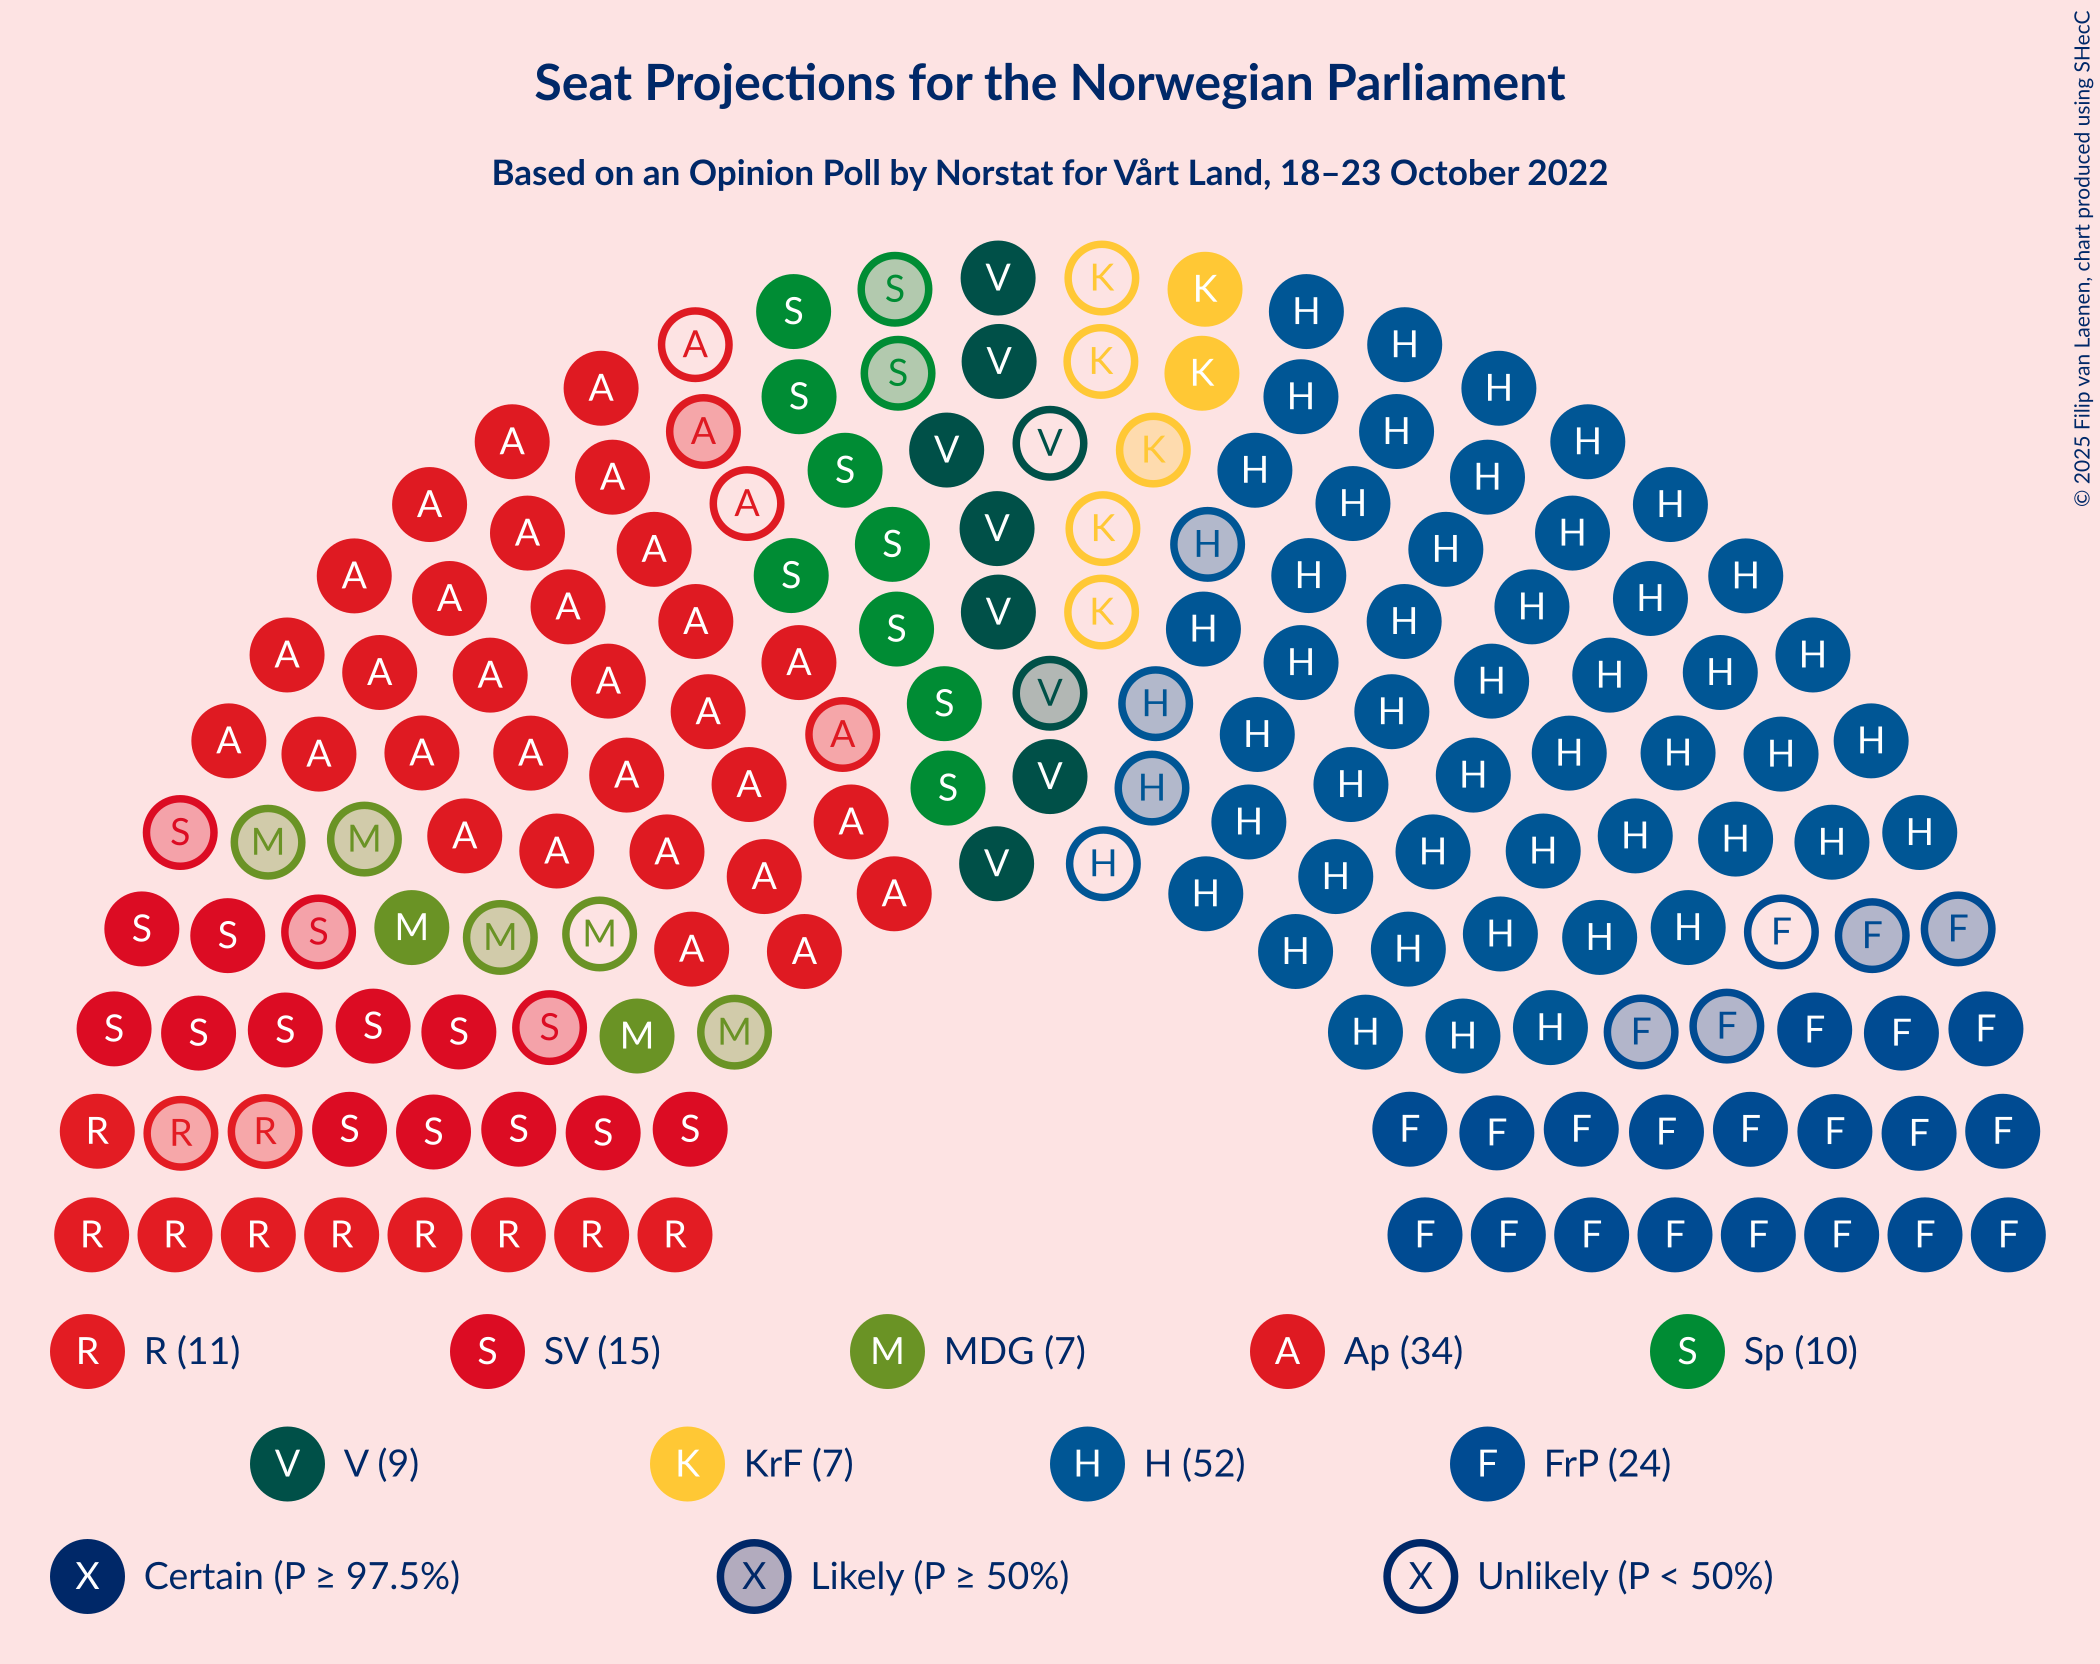 Seat Projections for the Norwegian Parliament
Based on an Opinion Poll by Norstat for Vårt Land, 18–23 October 2022
© 2025 Filip van Laenen, chart produced using SHecC
S S V K K H H
A A S S V K K H H H
A A A S V V K H H H H
A A A A S S V K H H H H H
A A A A A S V K H H H H H H
A A A A A A A S V H H H H H H H H
A A A A A A A S V H H H H H H H H
S M M A A A A A V H H H H H H H H H
S S S M M M A A H H H H H F F F
S S S S S S M M H H H F F F F F
R R R S S S S S F F F F F F F F
R R R R R R R R F F F F F F F F
R R (11) S SV (15) M MDG (7) A Ap (34) S Sp (10)
V V (9) K KrF (7) H H (52) F FrP (24)
X Certain (P ≥ 97.5%) X Likely (P ≥ 50%) X Unlikely (P < 50%)